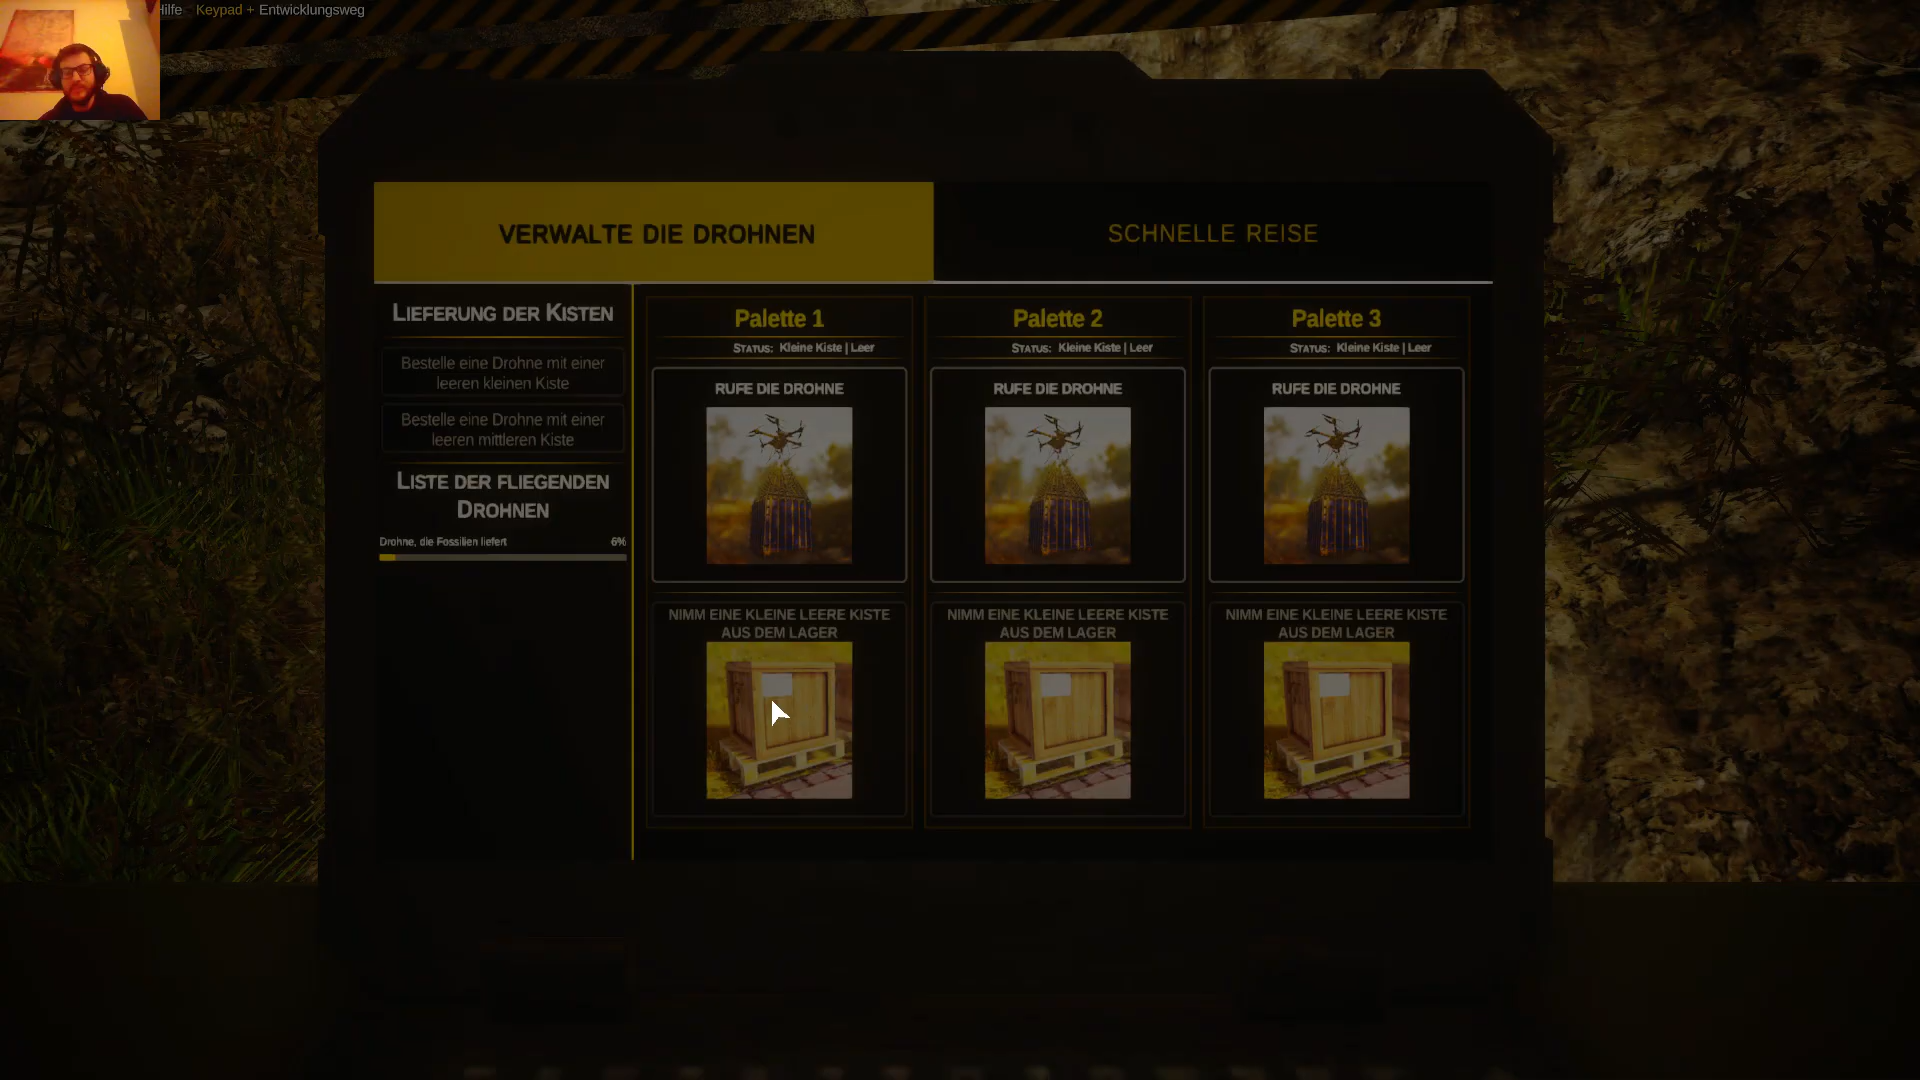 Keypad + Entwicklungsweg
VERWALTE DIE DROHNEN
SCHNELLE REISE
LIEFERUNG DER KISTEN
Bestelle eine Drohne mit einer
leeren kleinen Kiste
Bestelle eine Drohne mit einer
leeren mittleren Kiste
LISTE DER FLIEGENDEN
DROHNEN
Drohne, die Fossilien liefert 6%
Palette 1
STATUS: Kleine Kiste | Leer
RUFE DIE DROHNE
NIMM EINE KLEINE LEERE KISTE
AUS DEM LAGER
Palette 2
STATUS: Kleine Kiste | Leer
RUFE DIE DROHNE
NIMM EINE KLEINE LEERE KISTE
AUS DEM LAGER
Palette 3
STATUS: Kleine Kiste | Leer
RUFE DIE DROHNE
NIMM EINE KLEINE LEERE KISTE
AUS DEM LAGER